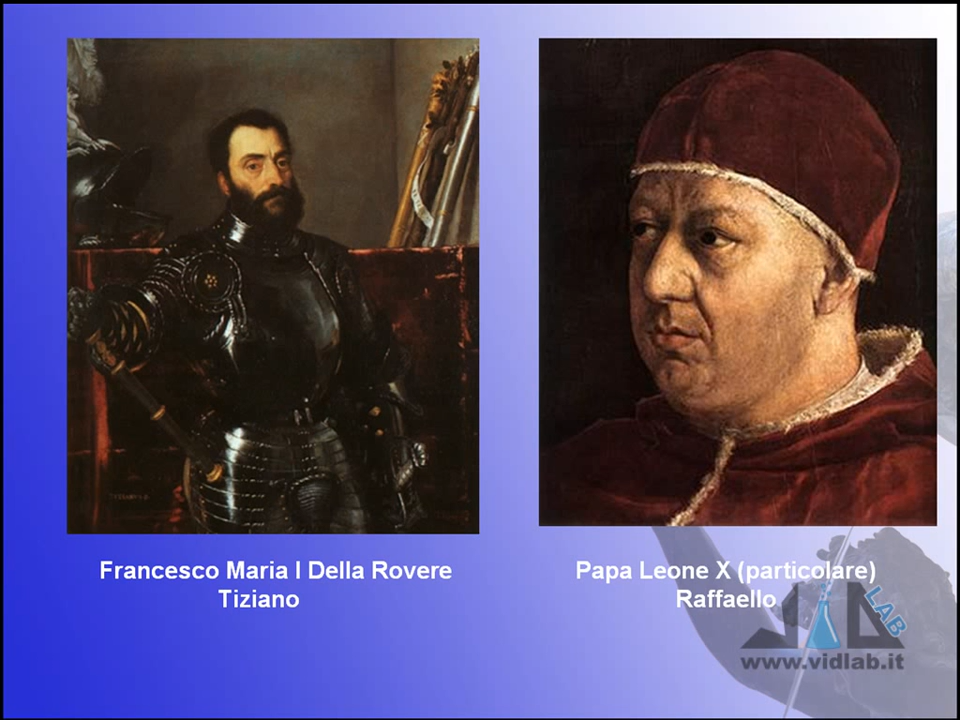 Francesco Maria I Della Rovere
Tiziano
Papa Leone X (particolare)
Raffaello
LAB
www.vidlab.it